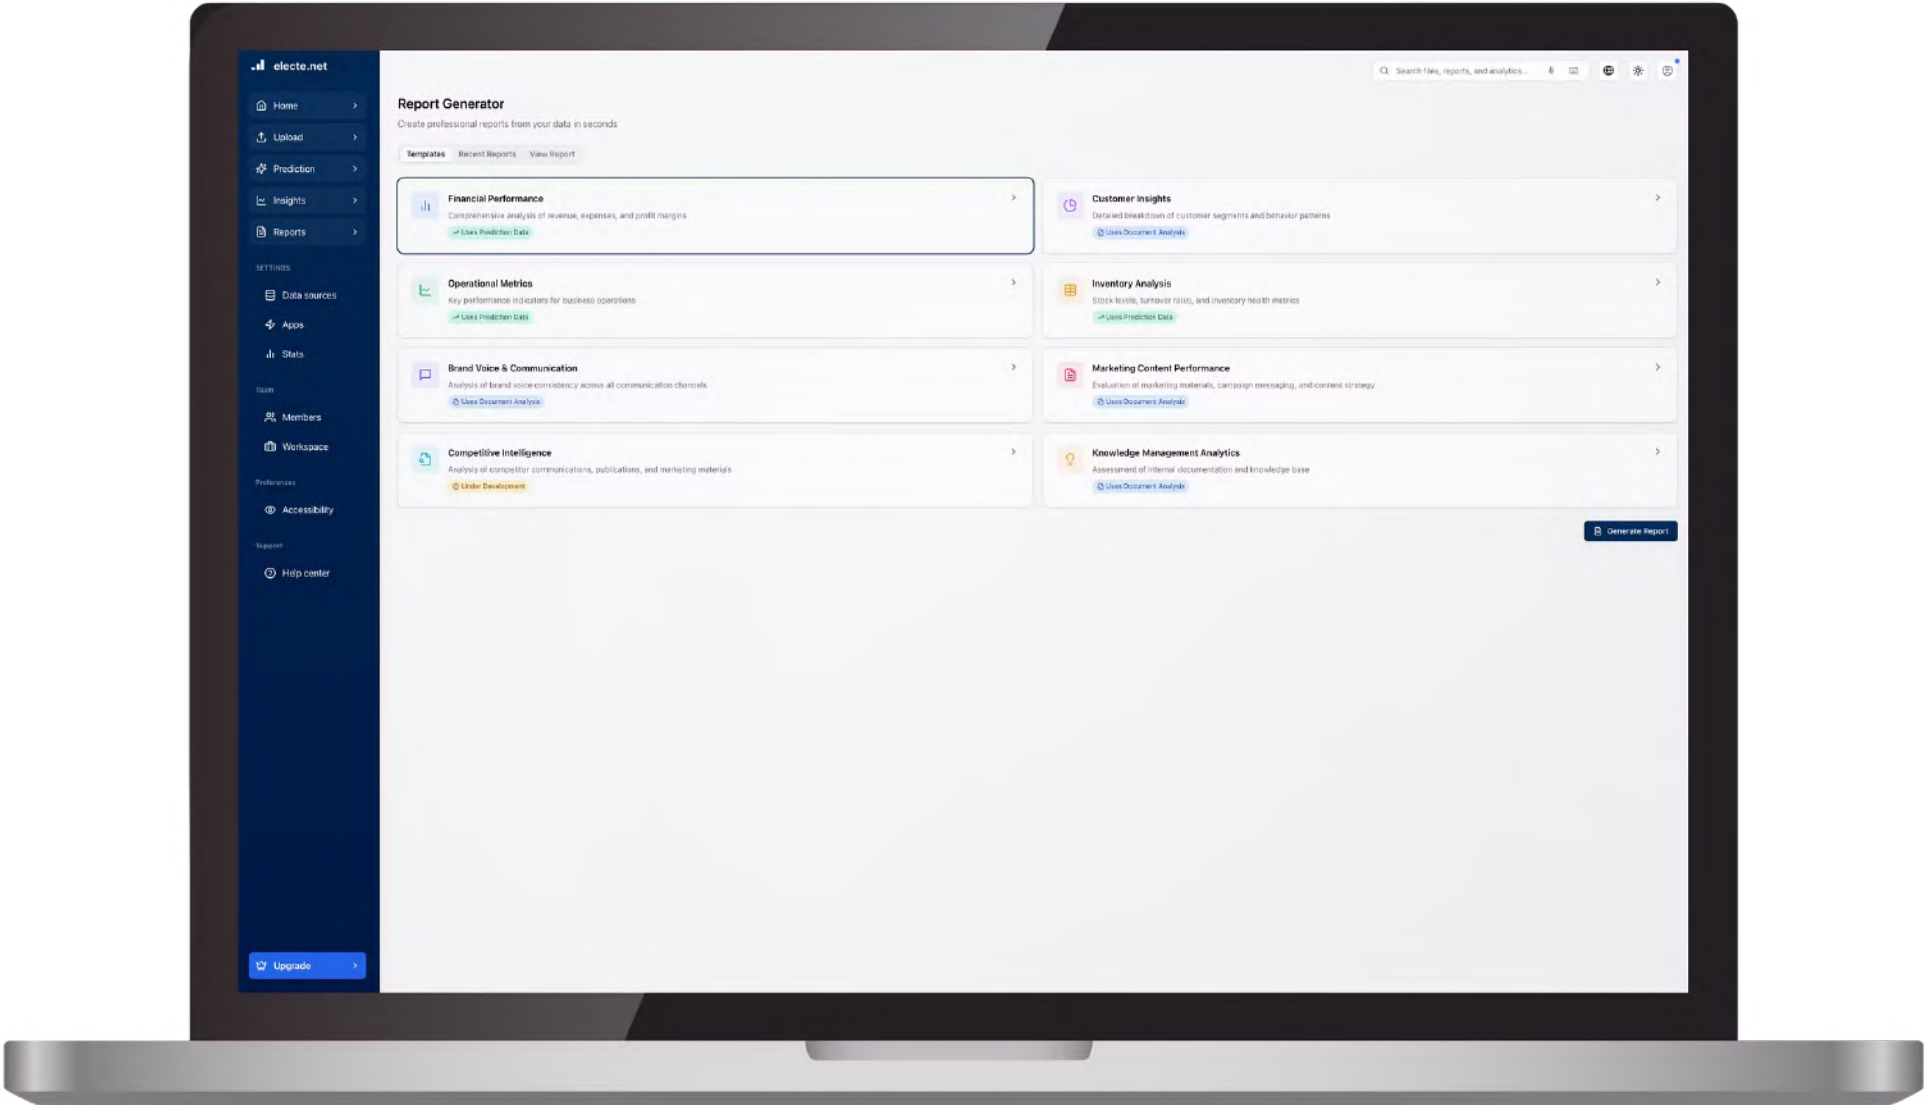 electe.net
Search files, reports, and analytics...
Home
Upload
Prediction
Insights
Reports
SETTINGS
Data sources
Apps
Stats
Team
Members
Workspace
Preferences
Accessibility
Support
Help center
Upgrade
Report Generator
Create professional reports from your data in seconds
Templates Recent Reports View Report
Financial Performance
Comprehensive analysis of revenue, expenses, and profit margins
Uses Prediction Data
Customer Insights
Detailed breakdown of customer segments and behavior patterns
Uses Document Analysis
Operational Metrics
Key performance indicators for business operations
Uses Prediction Data
Inventory Analysis
Stock levels, turnover rates, and inventory health metrics
Uses Prediction Data
Brand Voice & Communication
Analysis of brand voice consistency across all communication channels
Uses Document Analysis
Marketing Content Performance
Evaluation of marketing materials, campaign messaging, and content strategy
Uses Document Analysis
Competitive Intelligence
Analysis of competitor communications, publications, and marketing materials
Under Development
Knowledge Management Analytics
Assessment of internal documentation and knowledge base
Uses Document Analysis
Generate Report